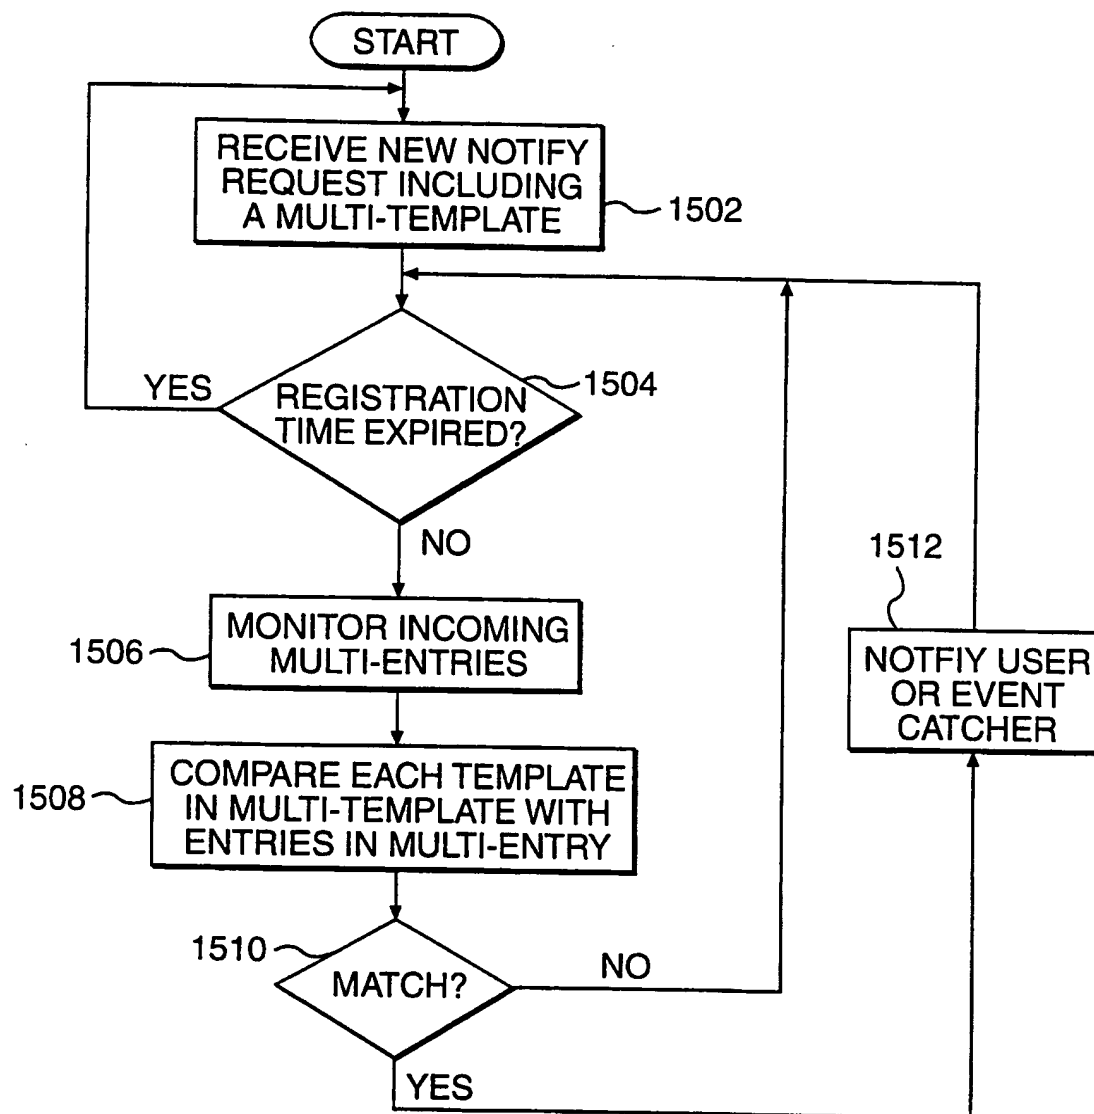 START
RECEIVE NEW NOTIFY
REQUEST INCLUDING
A MULTI-TEMPLATE
1502
YES
REGISTRATION
TIME EXPIRED?
1504
NO
1512
MONITOR INCOMING
MULTI-ENTRIES
1506
NOTFIY USER
OR EVENT
CATCHER
COMPARE EACH TEMPLATE
IN MULTI-TEMPLATE WITH
ENTRIES IN MULTI-ENTRY
1508
1510
MATCH?
NO
YES